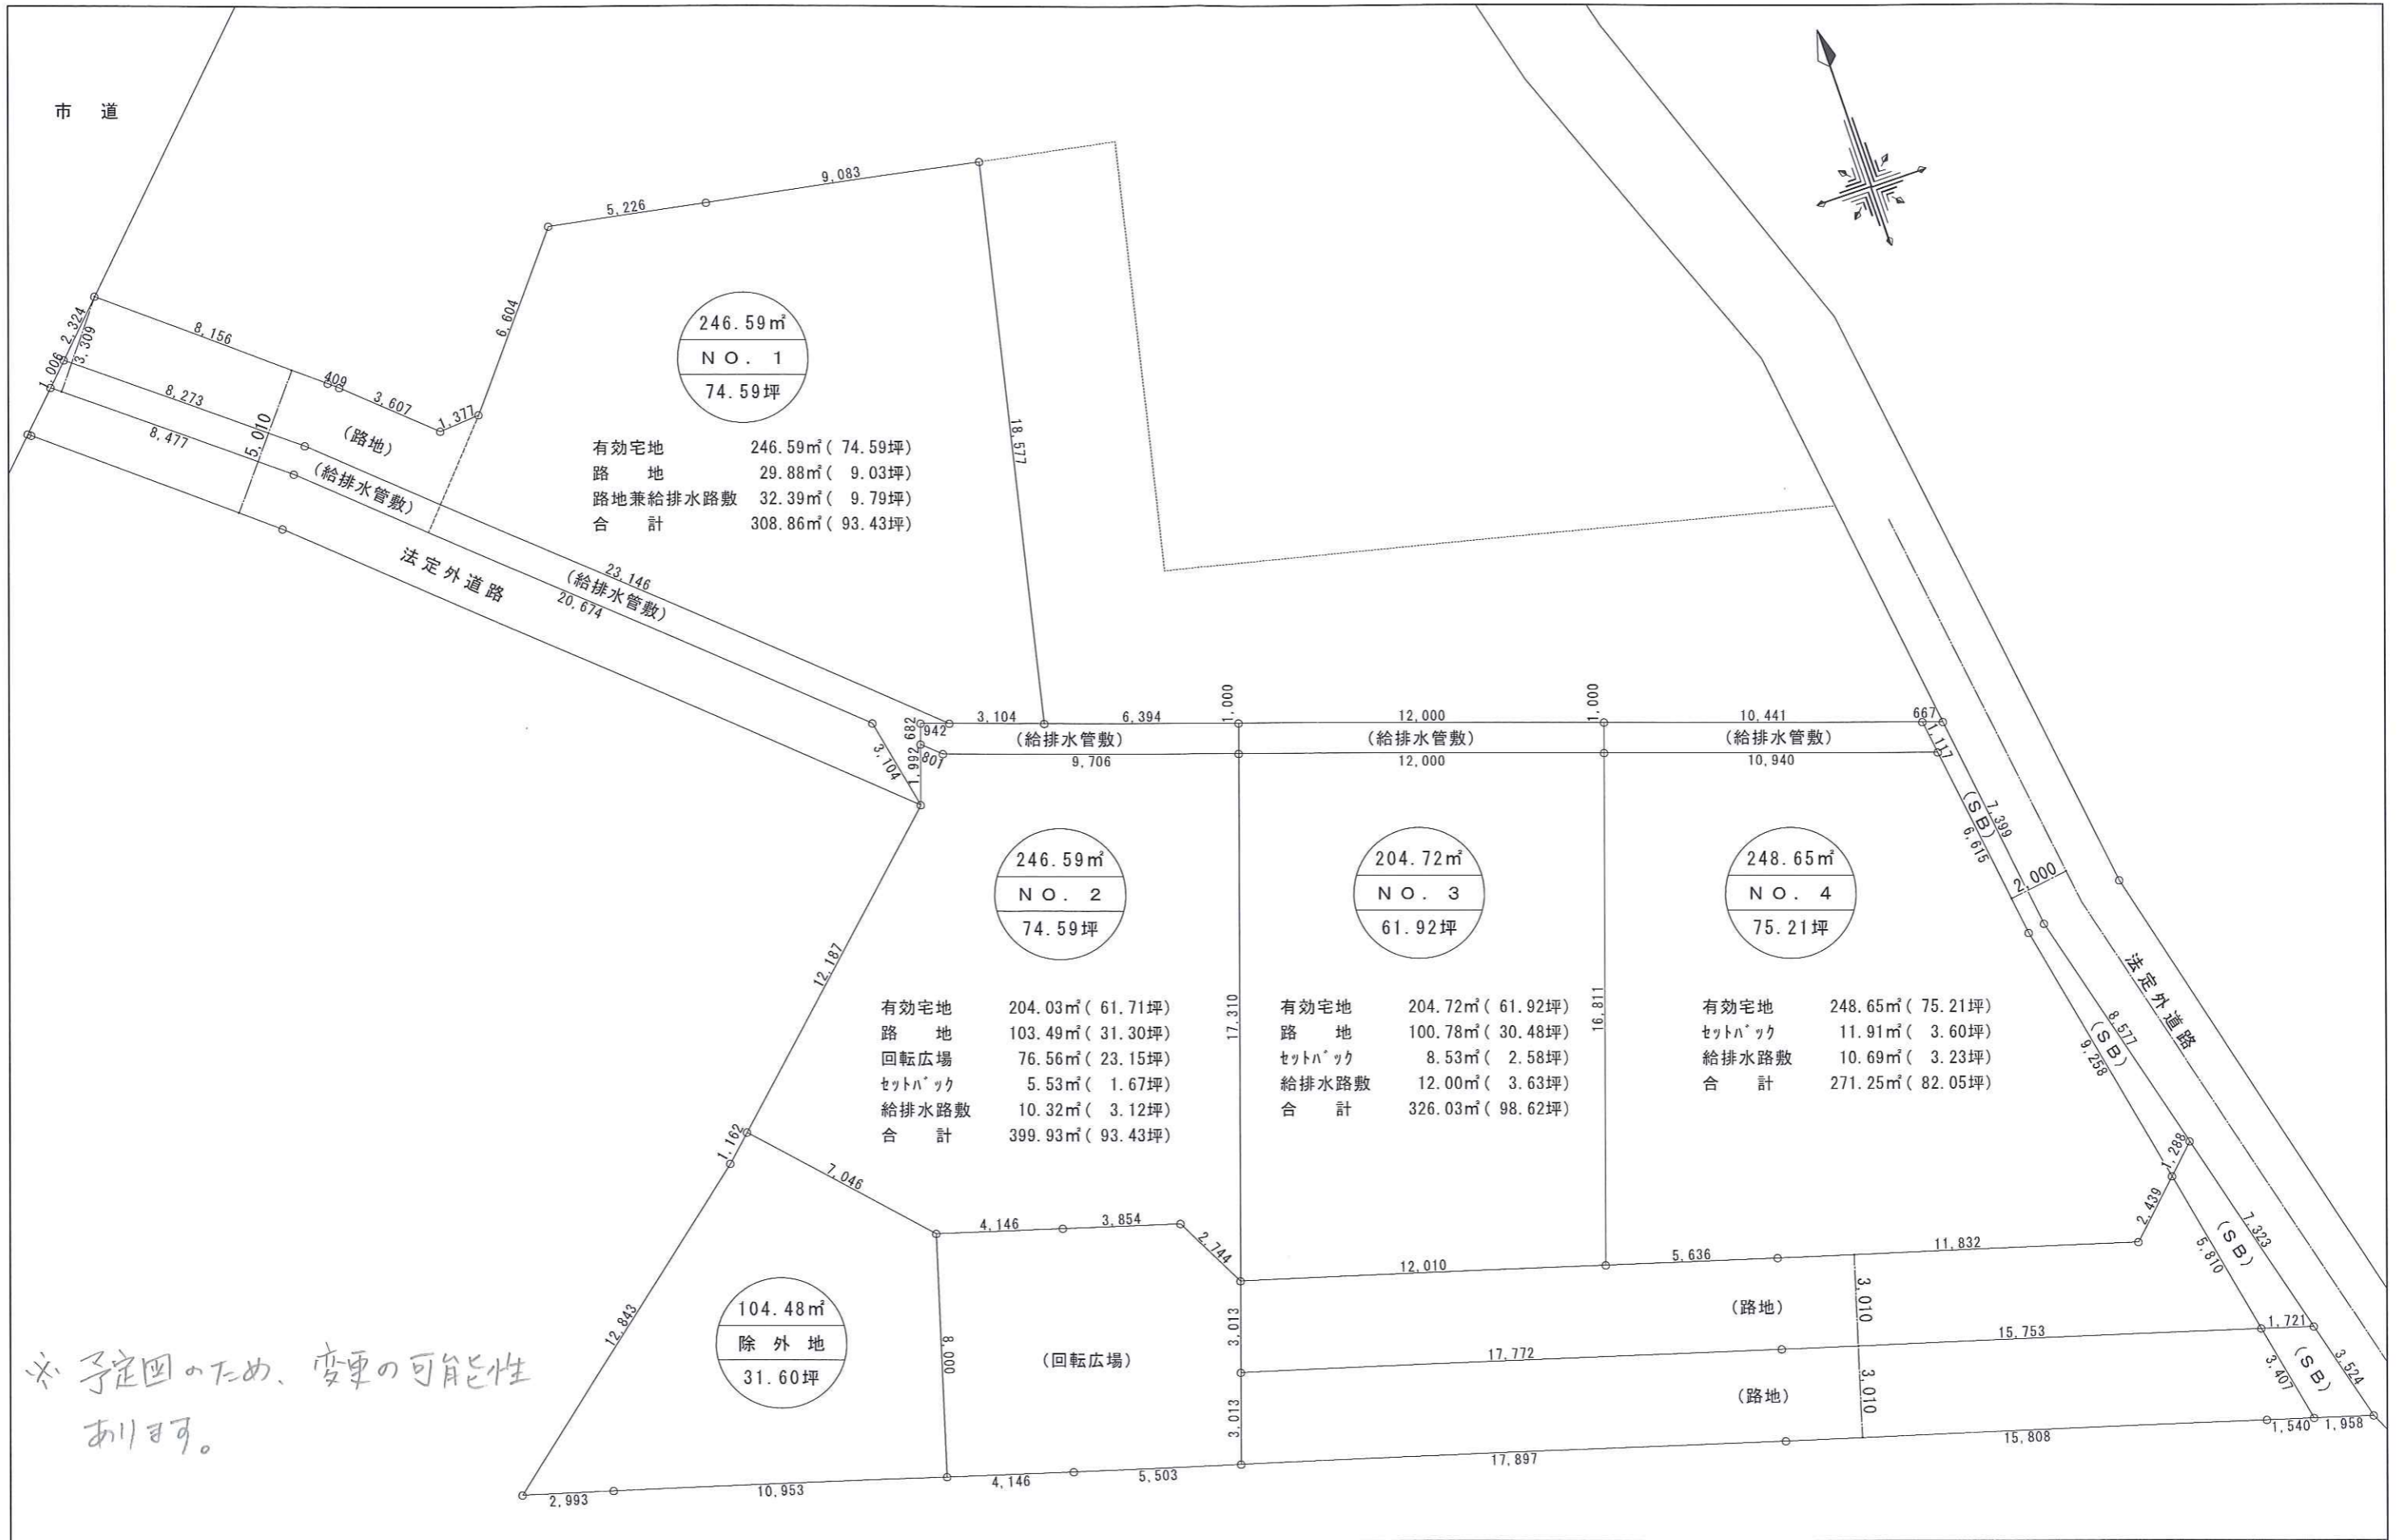 市 道
5,226
9,083
6,604
18,577
2,324
3,309
1,006
8,156
409
3,607
1,377
8,273
8,477
5,010
(路地)
(給排水管敷)
法定外道路
23,146
(給排水管敷)
20,674
246.59㎡
NO. 1
74.59坪
有効宅地 246.59㎡( 74.59坪)
路 地 29.88㎡( 9.03坪)
路地兼給排水路敷 32.39㎡( 9.79坪)
合 計 308.86㎡( 93.43坪)
3,104
682
942
1,992
801
3,104
6,394
1,000
12,000
1,000
10,441
667
1,117
(給排水管敷)
(給排水管敷)
(給排水管敷)
9,706
12,000
10,940
(SB)
7,399
6,615
2,000
246.59㎡
NO. 2
74.59坪
204.72㎡
NO. 3
61.92坪
248.65㎡
NO. 4
75.21坪
12,187
17,310
16,811
有効宅地 204.03㎡( 61.71坪)
路 地 103.49㎡( 31.30坪)
回転広場 76.56㎡( 23.15坪)
ｾｯﾄﾊﾞｯｸ 5.53㎡( 1.67坪)
給排水路敷 10.32㎡( 3.12坪)
合 計 399.93㎡( 93.43坪)
有効宅地 204.72㎡( 61.92坪)
路 地 100.78㎡( 30.48坪)
ｾｯﾄﾊﾞｯｸ 8.53㎡( 2.58坪)
給排水路敷 12.00㎡( 3.63坪)
合 計 326.03㎡( 98.62坪)
有効宅地 248.65㎡( 75.21坪)
ｾｯﾄﾊﾞｯｸ 11.91㎡( 3.60坪)
給排水路敷 10.69㎡( 3.23坪)
合 計 271.25㎡( 82.05坪)
法定外道路
8,577
(SB)
9,258
1,288
2,439
1,162
7,046
4,146
3,854
2,744
12,010
5,636
11,832
7,323
(SB)
5,810
12,843
104.48㎡
除 外 地
31.60坪
8,000
(回転広場)
3,013
3,013
(路地)
3,010
17,772
15,753
1,721
(路地)
3,010
(SB)
3,524
3,407
2,993
10,953
4,146
5,503
17,897
15,808
1,540
1,958
※ 予定図のため、変更の可能性
あります。